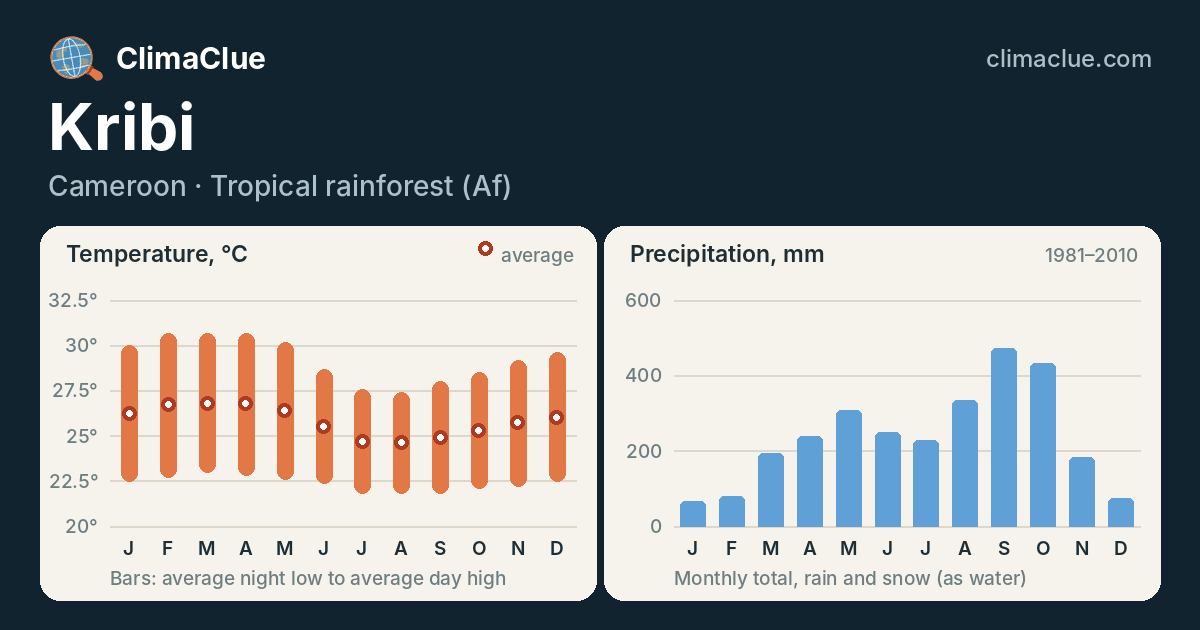 ClimaClue
climaclue.com
Kribi
Cameroon · Tropical rainforest (Af)
Temperature, °C
average
32.5°
30°
27.5°
25°
22.5°
20°
J F M A M J J A S O N D
Bars: average night low to average day high
Precipitation, mm
1981–2010
600
400
200
0
J F M A M J J A S O N D
Monthly total, rain and snow (as water)